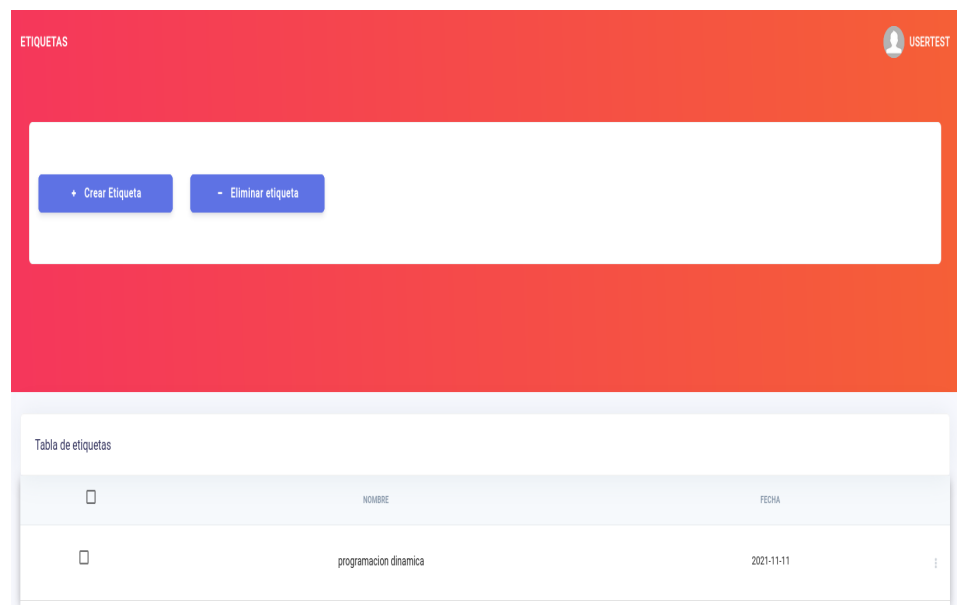 ETIQUETAS
USERTEST
+ Crear Etiqueta
- Eliminar etiqueta
Tabla de etiquetas
NOMBRE FECHA
programacion dinamica 2021-11-11